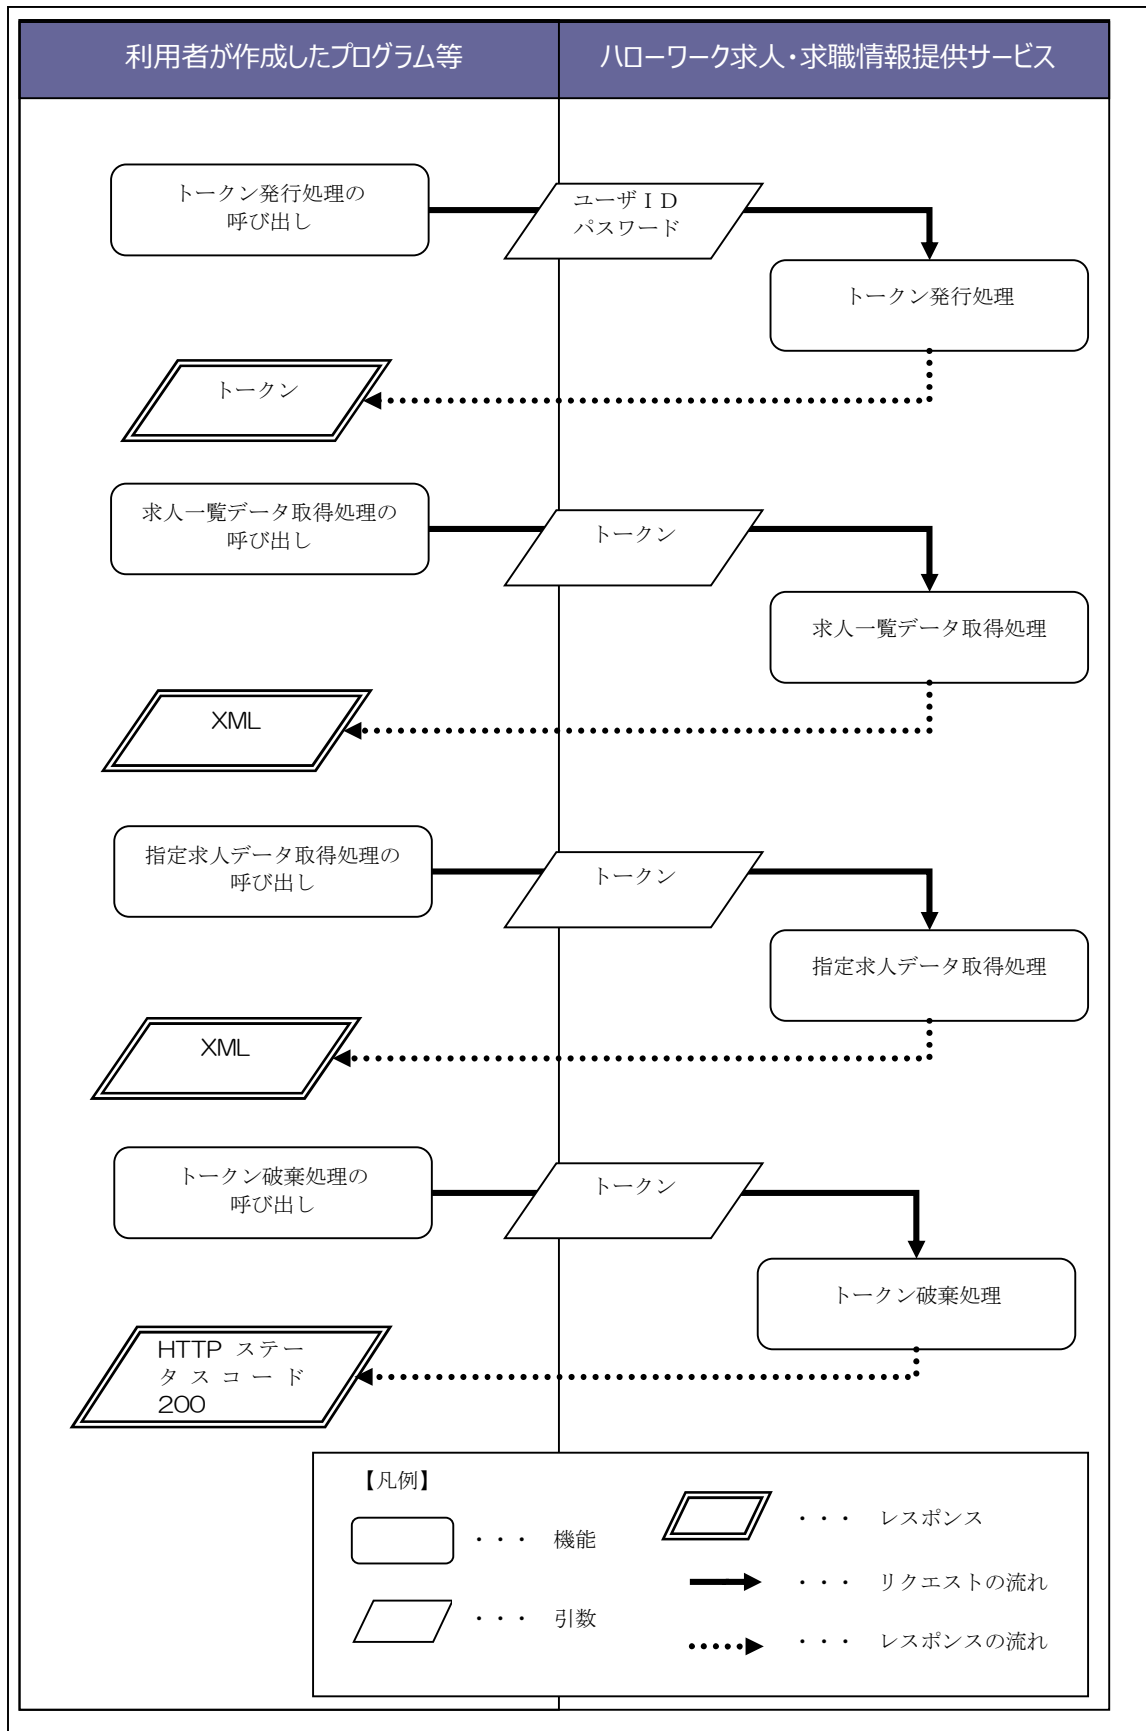 利用者が作成したプログラム等
ハローワーク求人・求職情報提供サービス
トークン発行処理の
呼び出し
ユーザＩＤ
パスワード
トークン発行処理
トークン
求人一覧データ取得処理の
呼び出し
トークン
求人一覧データ取得処理
XML
指定求人データ取得処理の
呼び出し
トークン
指定求人データ取得処理
XML
トークン破棄処理の
呼び出し
トークン
トークン破棄処理
HTTP ステー
タスコード
200
【凡例】
・・・ 機能
・・・ 引数
・・・ レスポンス
・・・ リクエストの流れ
・・・ レスポンスの流れ